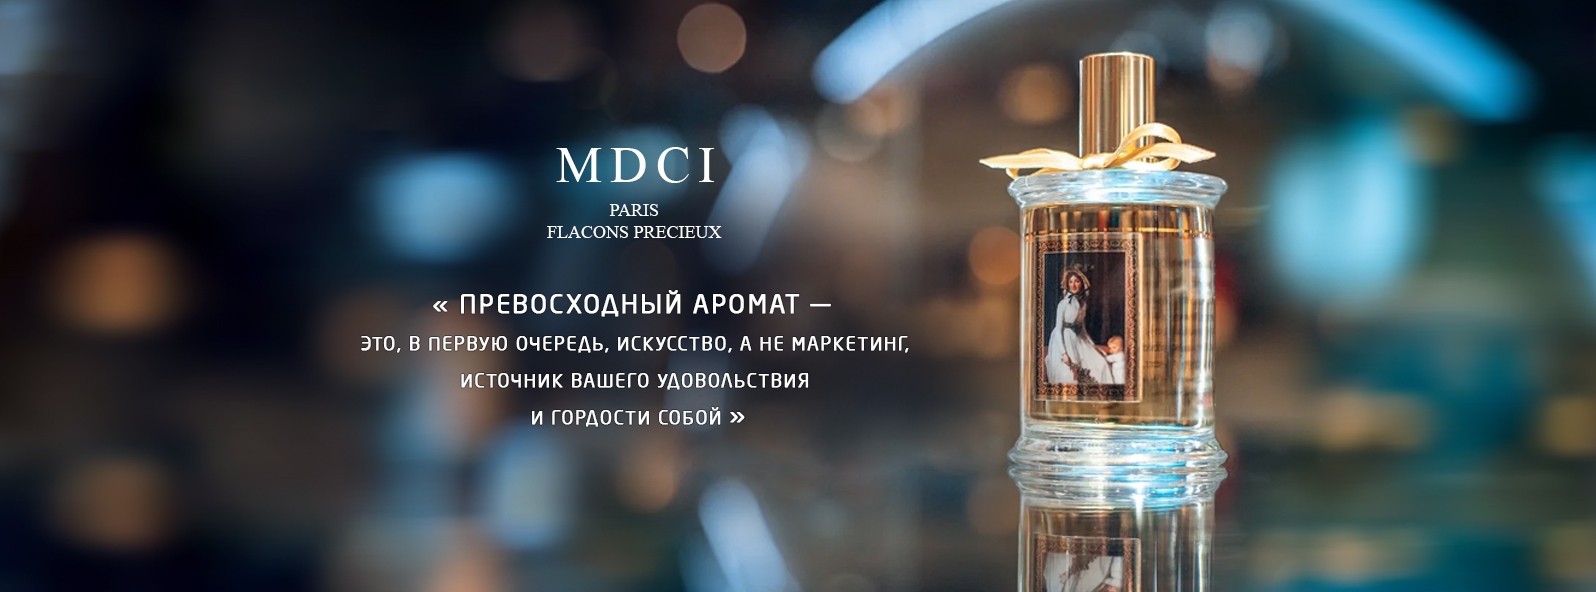 MDCI
PARIS
FLACONS PRECIEUX
« ПРЕВОСХОДНЫЙ АРОМАТ —
ЭТО, В ПЕРВУЮ ОЧЕРЕДЬ, ИСКУССТВО, А НЕ МАРКЕТИНГ,
ИСТОЧНИК ВАШЕГО УДОВОЛЬСТВИЯ
И ГОРДОСТИ СОБОЙ »